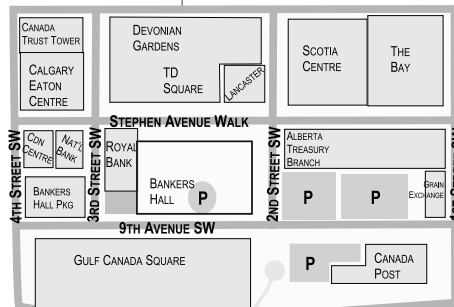 CANADA
TRUST TOWER
CALGARY
EATON
CENTRE
DEVONIAN
GARDENS
TD
SQUARE
LANCASTER
SCOTIA
CENTRE
THE
BAY
STEPHEN AVENUE WALK
4TH STREET SW
CDN
CENTRE
NAT'L
BANK
3RD STREET SW
ROYAL
BANK
BANKERS
HALL
P
2ND STREET SW
ALBERTA
TREASURY
BRANCH
P
P
GRAIN
EXCHANGE
BANKERS
HALL PKG
9TH AVENUE SW
GULF CANADA SQUARE
P
CANADA
POST